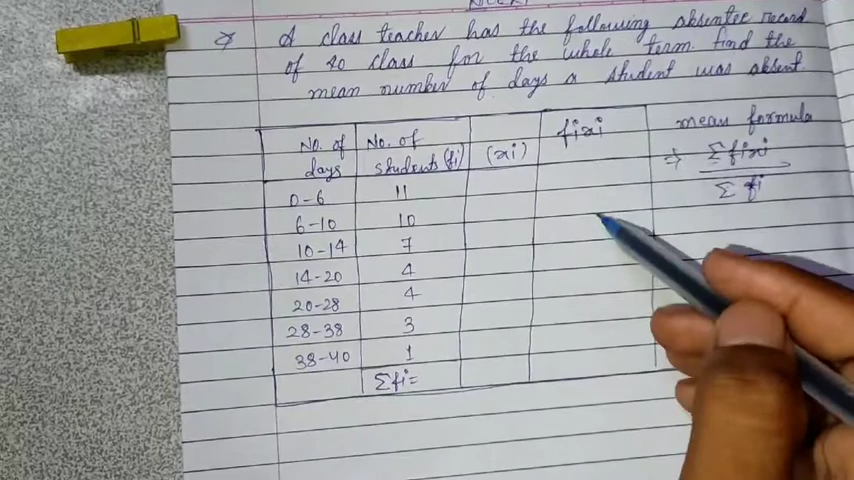 NCERT
→ A class teacher has the following absentee record
of 40 class for the whole term. find the
mean number of days a student was absent.
No. of days | No. of students (fi) | (xi) | fixi
0-6 | 11
6-10 | 10
10-14 | 7
14-20 | 4
20-28 | 4
28-38 | 3
38-40 | 1
Σfi=
mean formula
⇒ Σfixi
Σfi